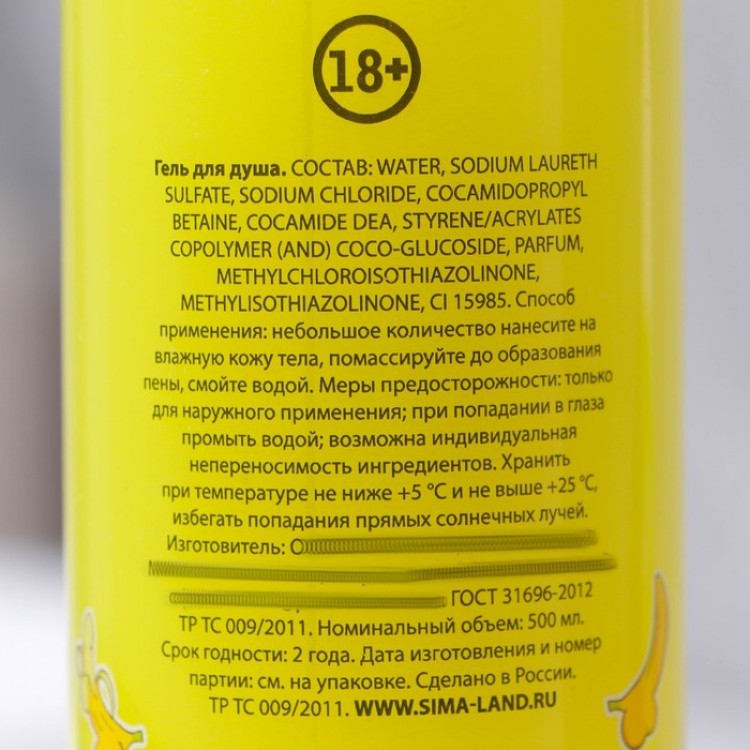 18+
Гель для душа. СОСТАВ: WATER, SODIUM LAURETH
SULFATE, SODIUM CHLORIDE, COCAMIDOPROPYL
BETAINE, COCAMIDE DEA, STYRENE/ACRYLATES
COPOLYMER (AND) COCO-GLUCOSIDE, PARFUM,
METHYLCHLOROISOTHIAZOLINONE,
METHYLISOTHIAZOLINONE, CI 15985. Способ
применения: небольшое количество нанесите на
влажную кожу тела, помассируйте до образования
пены, смойте водой. Меры предосторожности: только
для наружного применения; при попадании в глаза
промыть водой; возможна индивидуальная
непереносимость ингредиентов. Хранить
при температуре не ниже +5 °С и не выше +25 °С,
избегать попадания прямых солнечных лучей.
Изготовитель:
ГОСТ 31696-2012
ТР ТС 009/2011. Номинальный объем: 500 мл.
Срок годности: 2 года. Дата изготовления и номер
партии: см. на упаковке. Сделано в России.
ТР ТС 009/2011. WWW.SIMA-LAND.RU